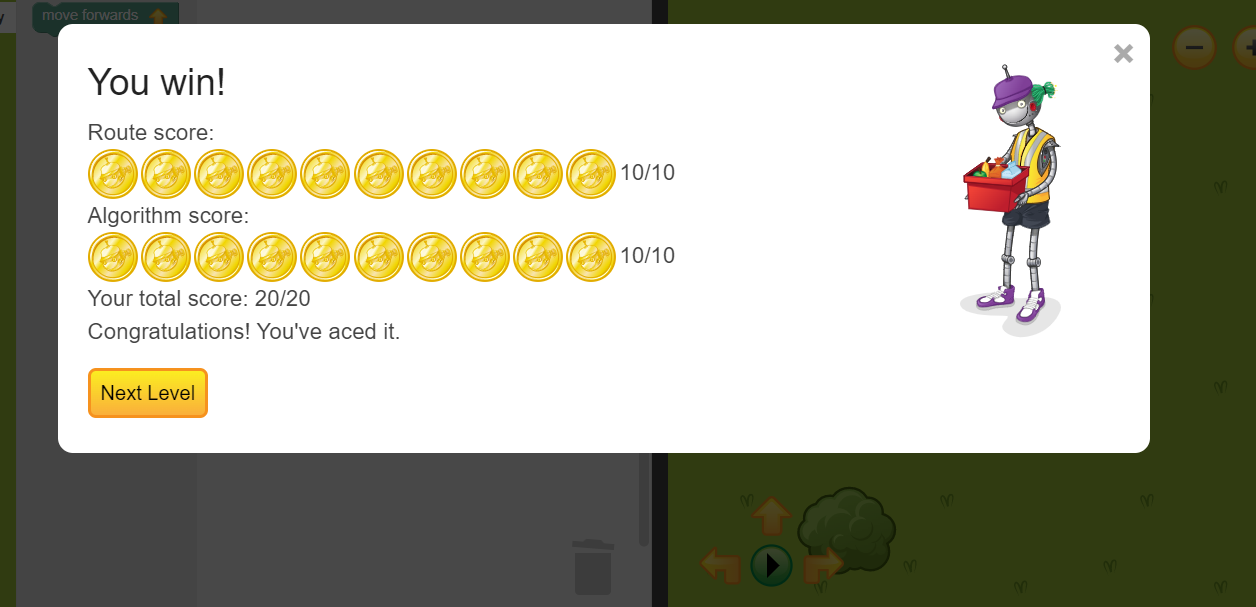 move forwards
You win!
Route score:
10/10
Algorithm score:
10/10
Your total score: 20/20
Congratulations! You've aced it.
Next Level